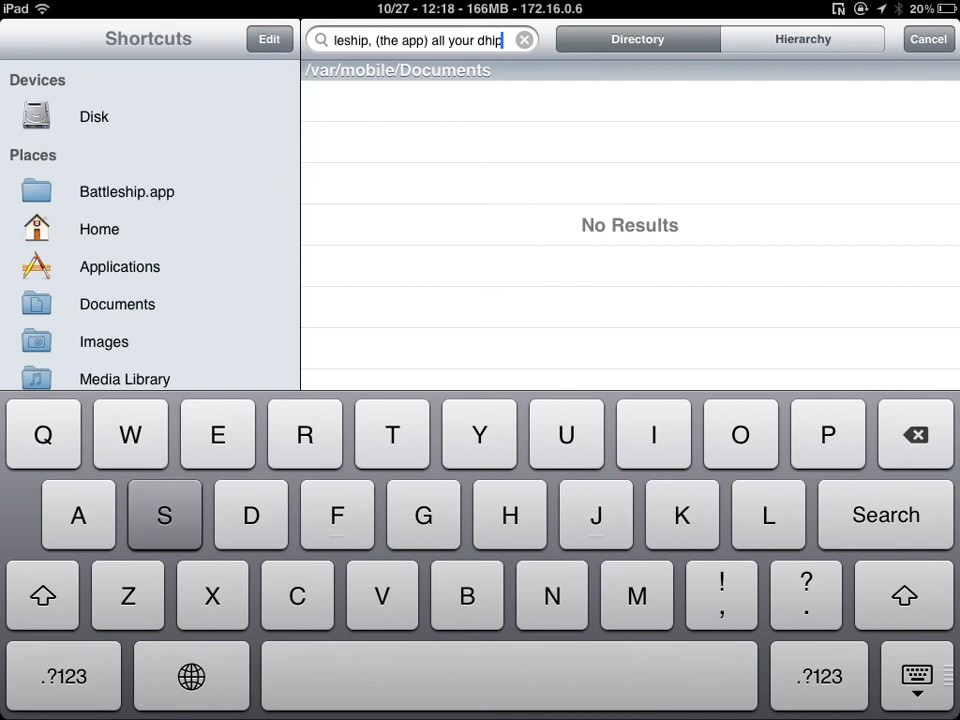 iPad 10/27 - 12:18 - 166MB - 172.16.0.6 20%
Shortcuts Edit leship, (the app) all your dhip Directory Hierarchy Cancel
/var/mobile/Documents
Devices
Disk
Places
Battleship.app
No Results
Home
Applications
Documents
Images
Media Library
Q W E R T Y U I O P
A S D F G H J K L Search
Z X C V B N M ! , ? .
.?123 .?123